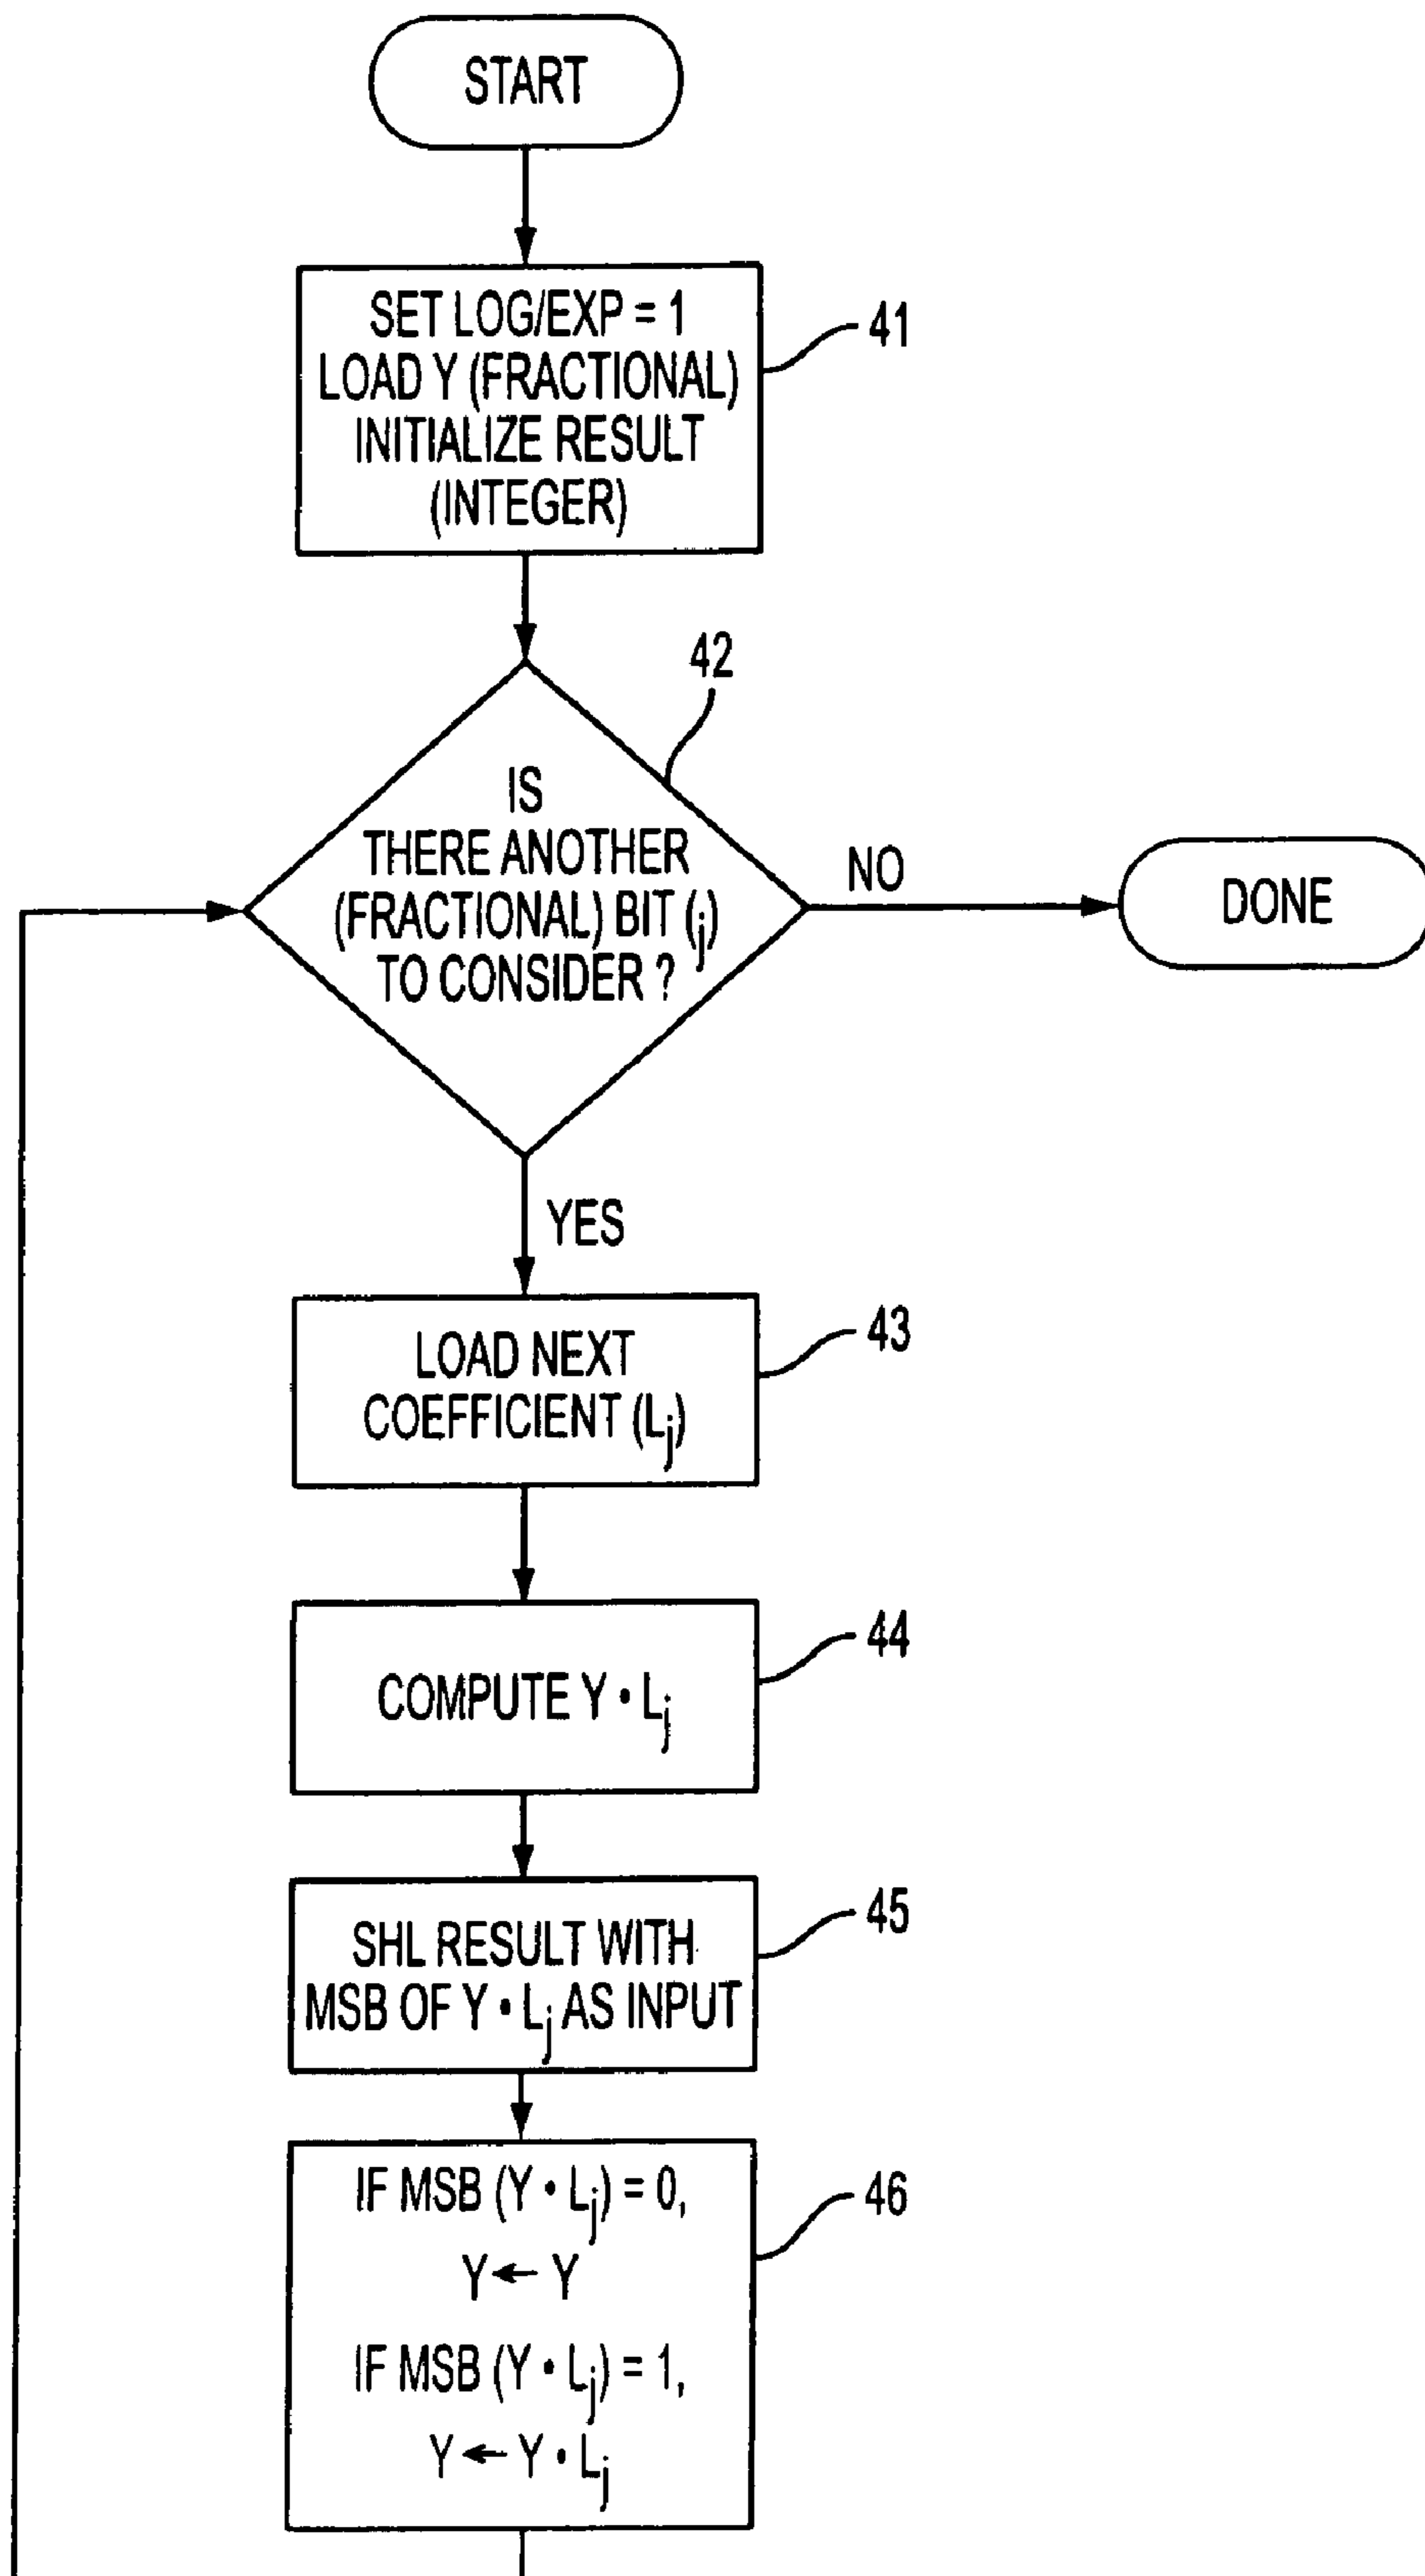 START
SET LOG/EXP = 1
LOAD Y (FRACTIONAL)
INITIALIZE RESULT
(INTEGER)
41
42
IS
THERE ANOTHER
(FRACTIONAL) BIT (j)
TO CONSIDER ?
NO
DONE
YES
LOAD NEXT
COEFFICIENT (Lj)
43
COMPUTE Y • Lj
44
SHL RESULT WITH
MSB OF Y • Lj AS INPUT
45
IF MSB (Y • Lj) = 0,
Y ← Y
IF MSB (Y • Lj) = 1,
Y ← Y • Lj
46